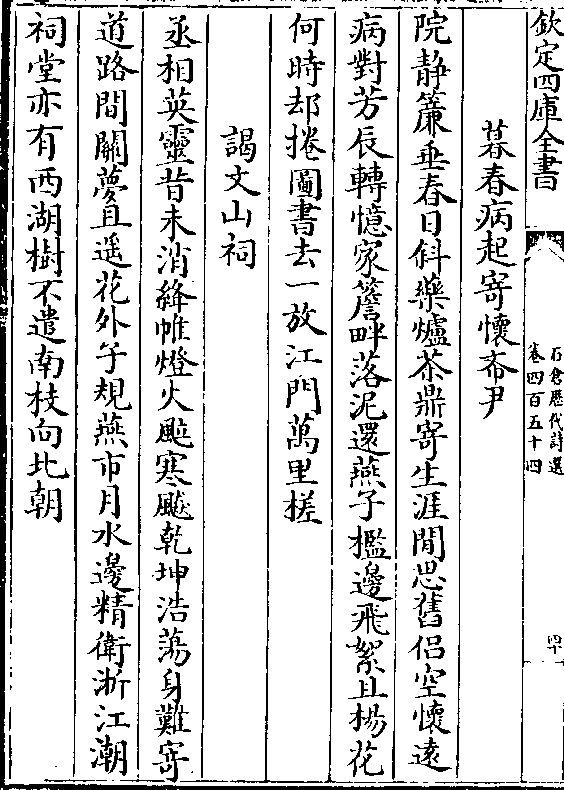 欽定四庫全書
石倉歷代詩選
卷四百五十四
四十
暮春病起寄懷希尹
院静簾垂春日斜藥爐茶鼎寄生涯閒思舊侣空懷逺
病對芳辰轉憶家簷畔落泥還燕子檻邊飛絮且楊花
何時却捲圖書去一放江門萬里槎
謁文山祠
丞相英靈昔未消絳帷燈火颭寒飈乾坤浩蕩身難寄
道路間關夢且遥花外子規燕市月水邊精衛浙江潮
祠堂亦有西湖樹不遣南枝向北朝